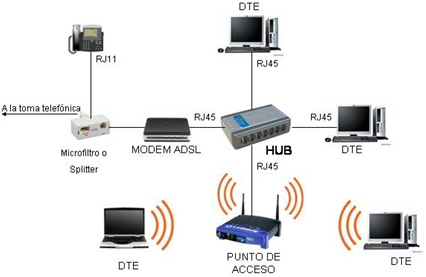 DTE
RJ11
RJ45
A la toma telefónica
RJ45
RJ45
Microfiltro o
Splitter
MODEM ADSL
HUB
DTE
RJ45
DTE
PUNTO DE
ACCESO
DTE